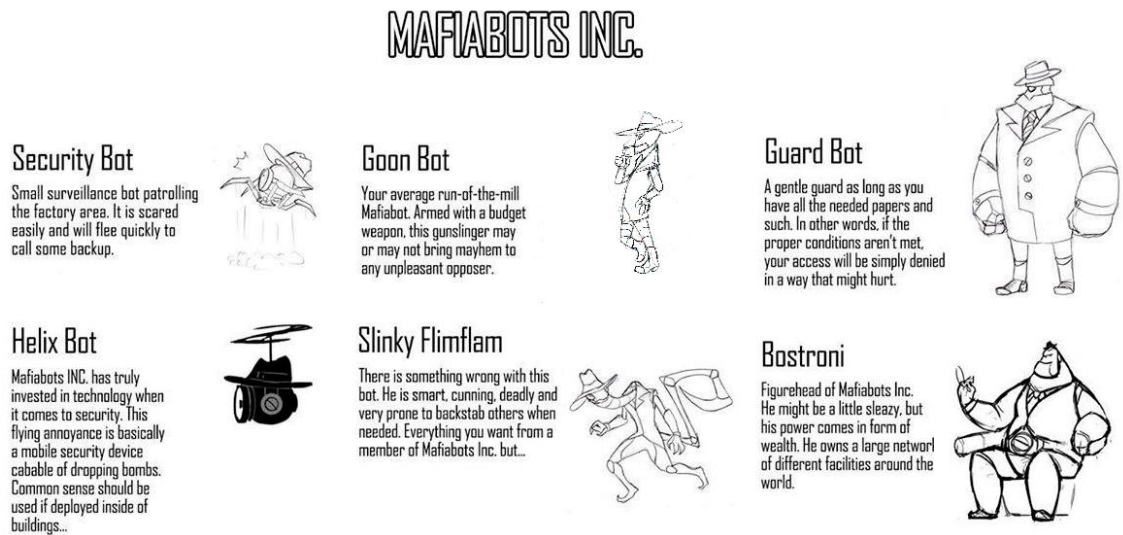 MAFIABOTS INC.
Security Bot
Small surveillance bot patrolling
the factory area. It is scared
easily and will flee quickly to
call some backup.
Goon Bot
Your average run-of-the-mill
Mafiabot. Armed with a budget
weapon, this gunslinger may
or may not bring mayhem to
any unpleasant opposer.
Guard Bot
A gentle guard as long as you
have all the needed papers and
such. In other words, if the
proper conditions aren't met,
your access will be simply denied
in a way that might hurt.
Helix Bot
Mafiabots INC. has truly
invested in technology when
it comes to security. This
flying annoyance is basically
a mobile security device
cabable of dropping bombs.
Common sense should be
used if deployed inside of
buildings...
Slinky Flimflam
There is something wrong with this
bot. He is smart, cunning, deadly and
very prone to backstab others when
needed. Everything you want from a
member of Mafiabots Inc. but...
Bostroni
Figurehead of Mafiabots Inc.
He might be a little sleazy, but
his power comes in form of
wealth. He owns a large networl
of different facilities around the
world.